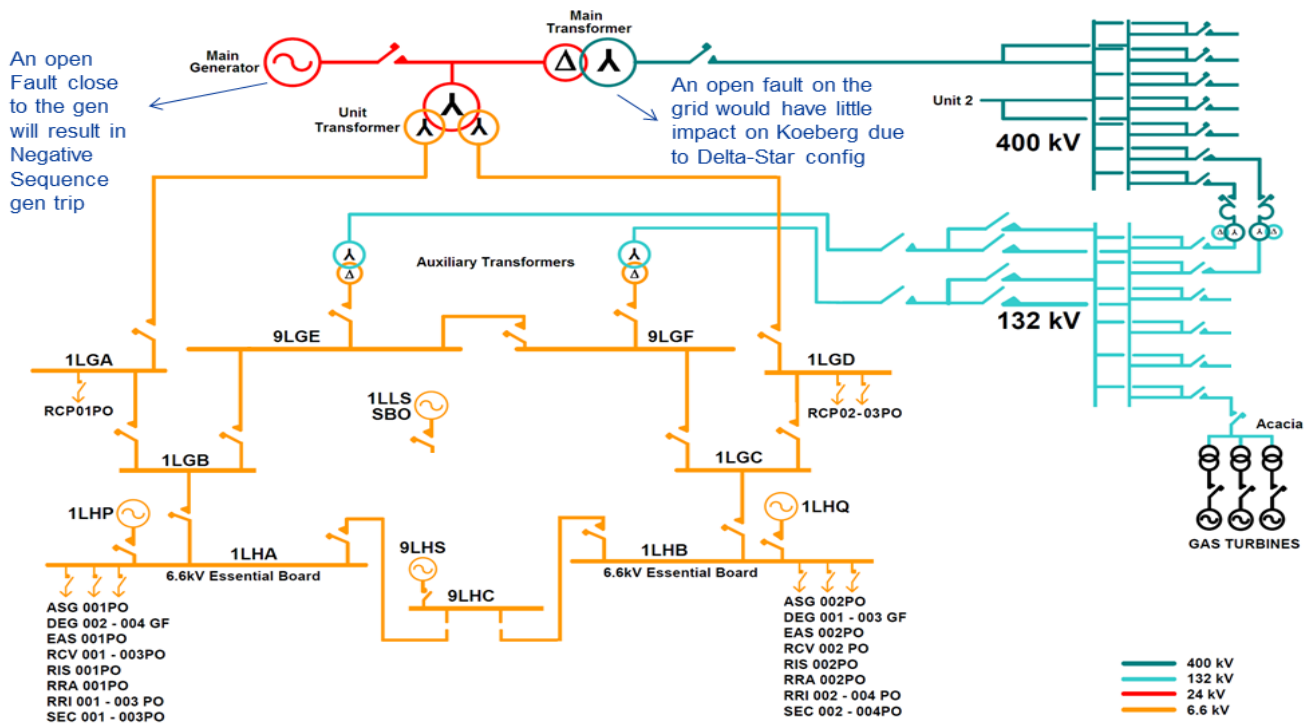 Main
Transformer
Main
Generator
An open
Fault close
to the gen
will result in
Negative
Sequence
gen trip
Δ
Unit
Transformer
An open fault on the
grid would have little
impact on Koeberg due
to Delta-Star config
Unit 2
400 kV
Δ
Δ
Auxiliary Transformers
Δ
Δ
132 kV
9LGE
9LGF
1LGA
1LGD
RCP01PO
RCP02-03PO
1LLS
SBO
1LGB
1LGC
Acacia
GAS TURBINES
1LHP
1LHQ
1LHA
6.6kV Essential Board
9LHS
9LHC
1LHB
6.6kV Essential Board
ASG 001PO
DEG 002 - 004 GF
EAS 001PO
RCV 001 - 003PO
RIS 001PO
RRA 001PO
RRI 001 - 003 PO
SEC 001 - 003PO
ASG 002PO
DEG 001 - 003 GF
EAS 002PO
RCV 002 PO
RIS 002PO
RRA 002PO
RRI 002 - 004 PO
SEC 002 - 004PO
400 kV
132 kV
24 kV
6.6 kV